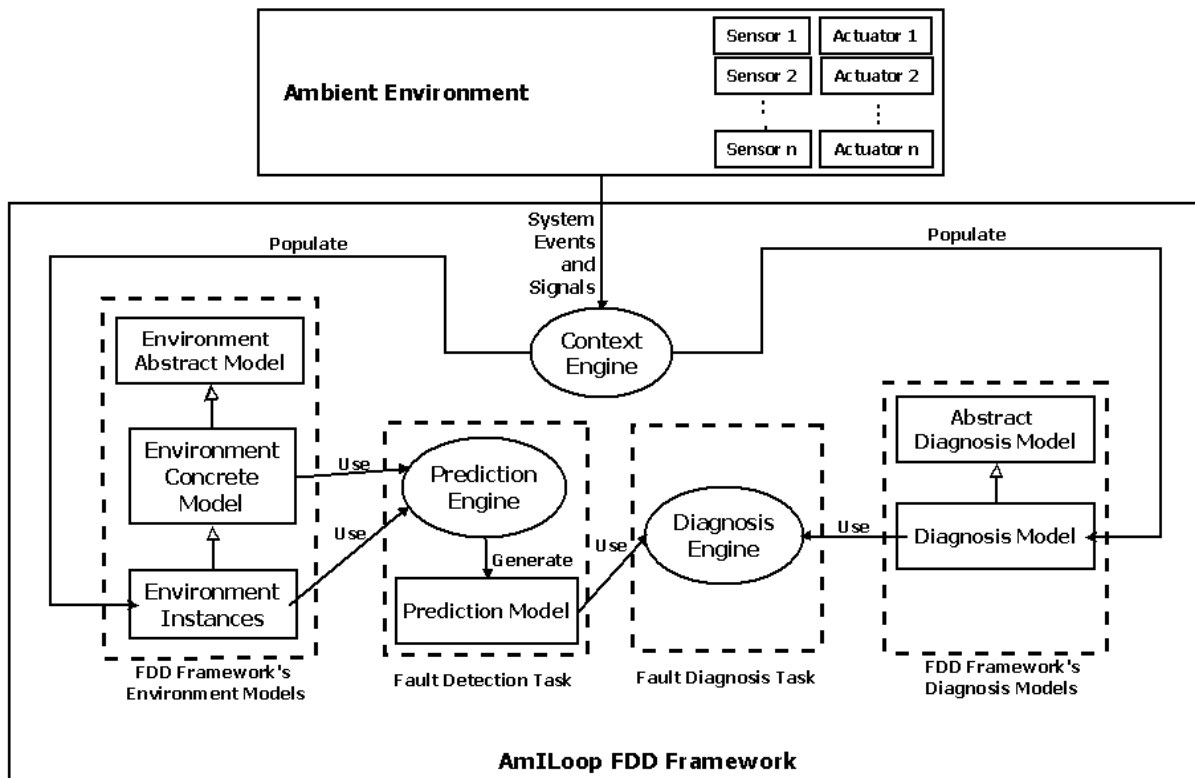 Ambient Environment
Sensor 1
Actuator 1
Sensor 2
Actuator 2
Sensor n
Actuator n
System
Events
and
Signals
Populate
Populate
Context
Engine
Environment
Abstract Model
Environment
Concrete
Model
Environment
Instances
Use
Use
Prediction
Engine
Generate
Prediction Model
Use
Diagnosis
Engine
Use
Abstract
Diagnosis Model
Diagnosis Model
FDD Framework's
Environment Models
Fault Detection Task
Fault Diagnosis Task
FDD Framework's
Diagnosis Models
AmILoop FDD Framework